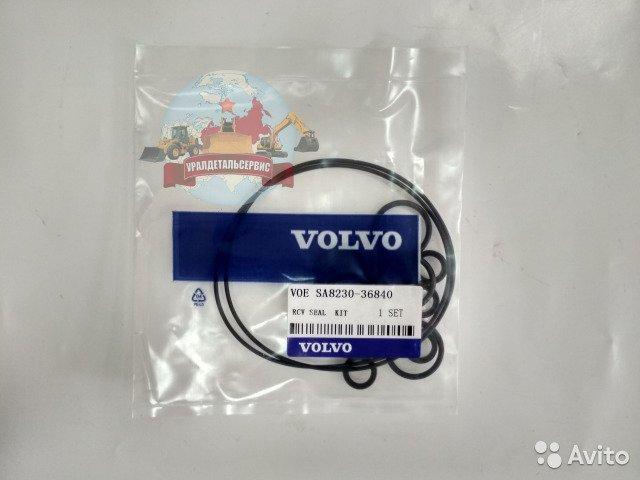 УРАЛДЕТАЛЬСЕРВИС
VOLVO
VOE SA8230-36840
RCV SEAL KIT 1 SET
VOLVO
Avito